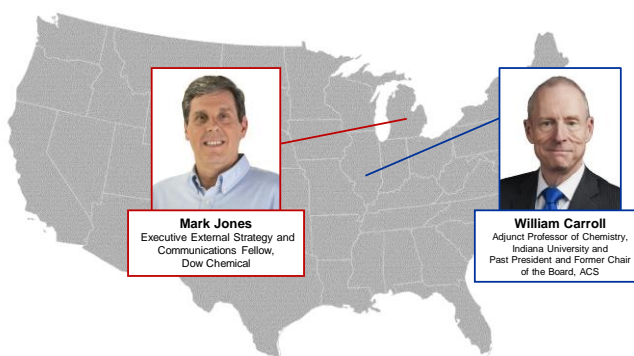 Mark Jones
Executive External Strategy and
Communications Fellow,
Dow Chemical
William Carroll
Adjunct Professor of Chemistry,
Indiana University and
Past President and Former Chair
of the Board, ACS